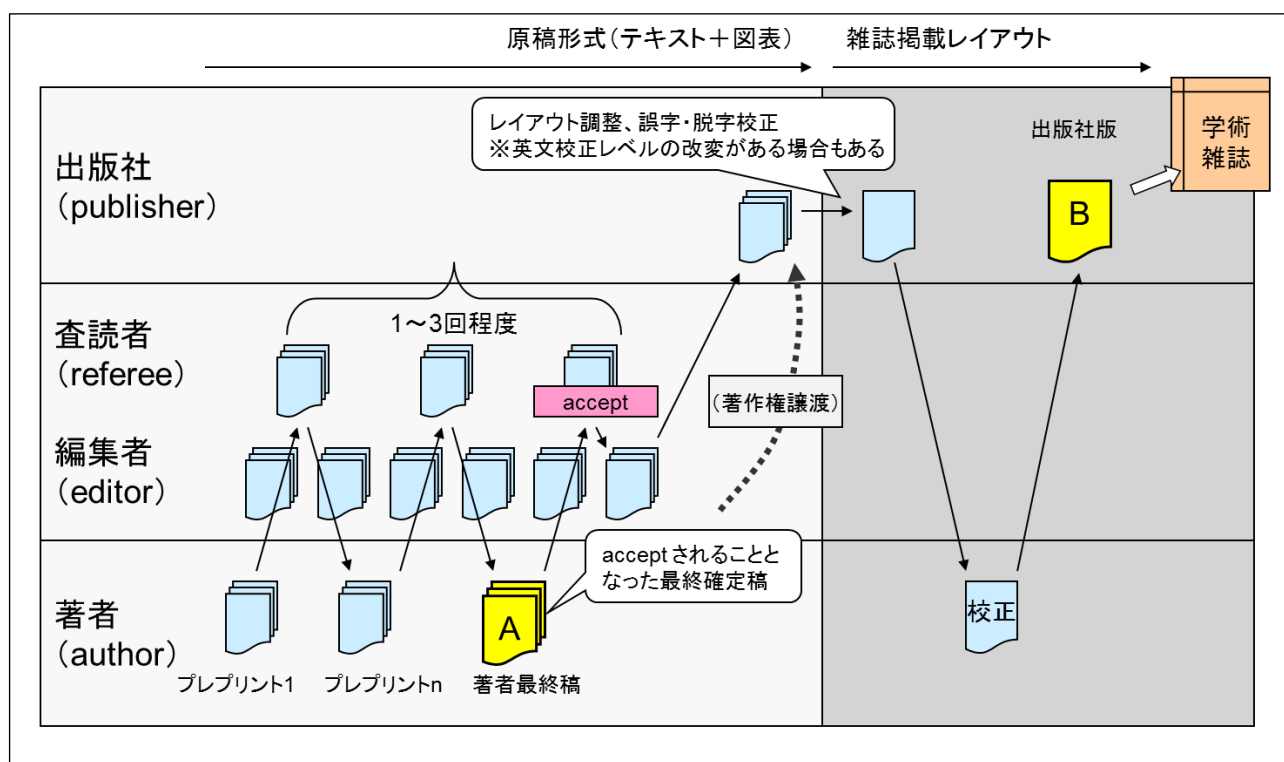 原稿形式(テキスト＋図表)
雑誌掲載レイアウト
レイアウト調整、誤字・脱字校正
※英文校正レベルの改変がある場合もある
出版社版
学術
雑誌
出版社
(publisher)
B
1～3回程度
査読者
(referee)
accept
(著作権譲渡)
編集者
(editor)
acceptされることと
なった最終確定稿
著者
(author)
A
校正
プレプリント1
プレプリントn
著者最終稿